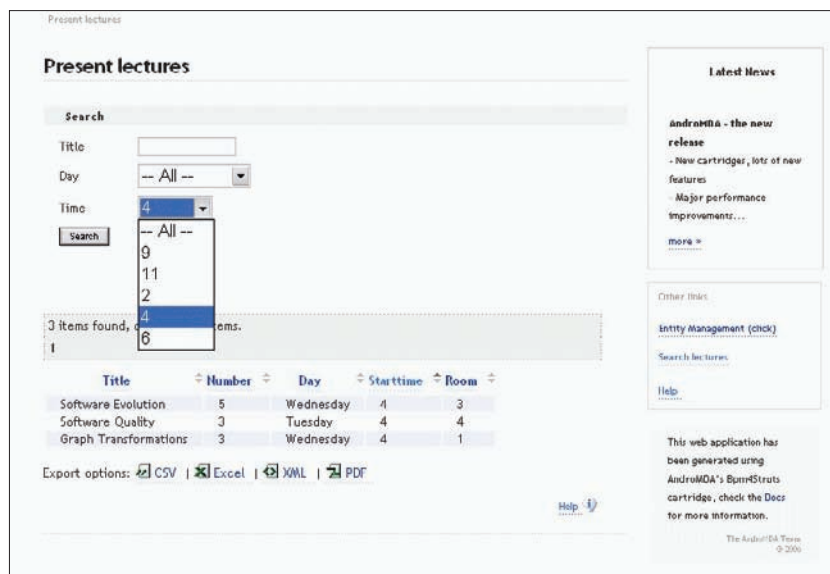 Present lectures
Present lectures
Search
Title
Day
-- All --
Time
4
Search
-- All --
9
11
2
4
6
3 items found, ems.
1
Title Number Day Starttime Room
Software Evolution 5 Wednesday 4 3
Software Quality 3 Tuesday 4 4
Graph Transformations 3 Wednesday 4 1
Export options: CSV | Excel | XML | PDF
Help
Latest News
AndroMDA - the new
release
- New cartridges, lots of new
features
- Major performance
improvements...
more »
Other links
Entity Management (click)
Search lectures
Help
This web application has
been generated using
AndroMDA's Bpm4Struts
cartridge, check the Docs
for more information.
The AndroMDA Team
© 2006